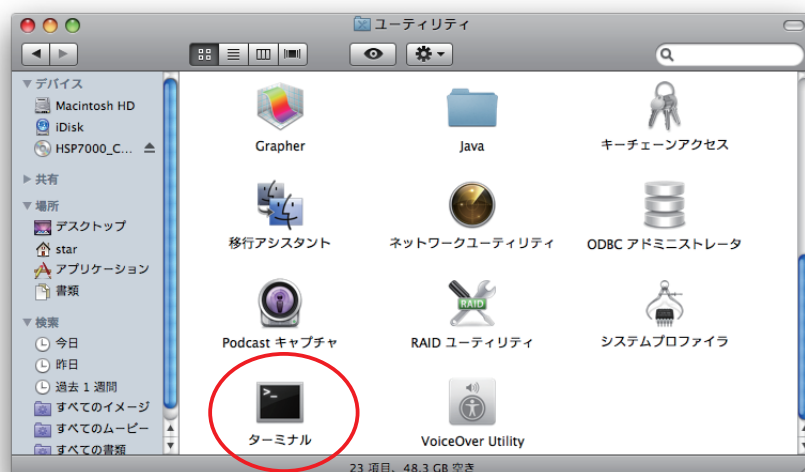 ユーティリティ
デバイス
Macintosh HD
iDisk
HSP7000_C...
共有
場所
デスクトップ
star
アプリケーション
書類
検索
今日
昨日
過去 1 週間
すべてのイメージ
すべてのムービー
すべての書類
Grapher
Java
キーチェーンアクセス
移行アシスタント
ネットワークユーティリティ
ODBC アドミニストレータ
Podcast キャプチャ
RAID
RAID ユーティリティ
システムプロファイラ
>_
ターミナル
VoiceOver Utility
23 項目、48.3 GB 空き